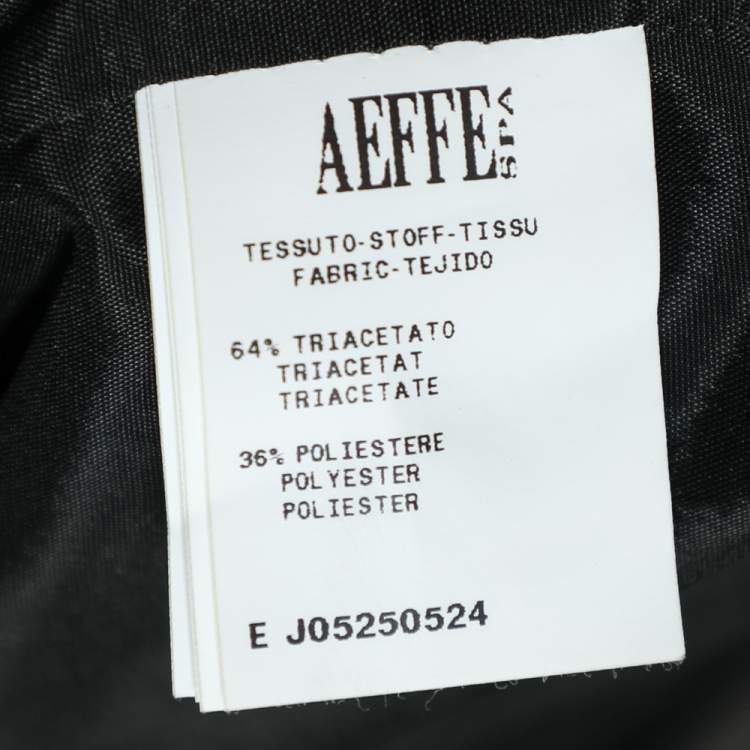 AEFFE SPA
TESSUTO-STOFF-TISSU
FABRIC-TEJIDO
64% TRIACETATO
TRIACETAT
TRIACETATE
36% POLIESTERE
POLYESTER
POLIESTER
E J05250524